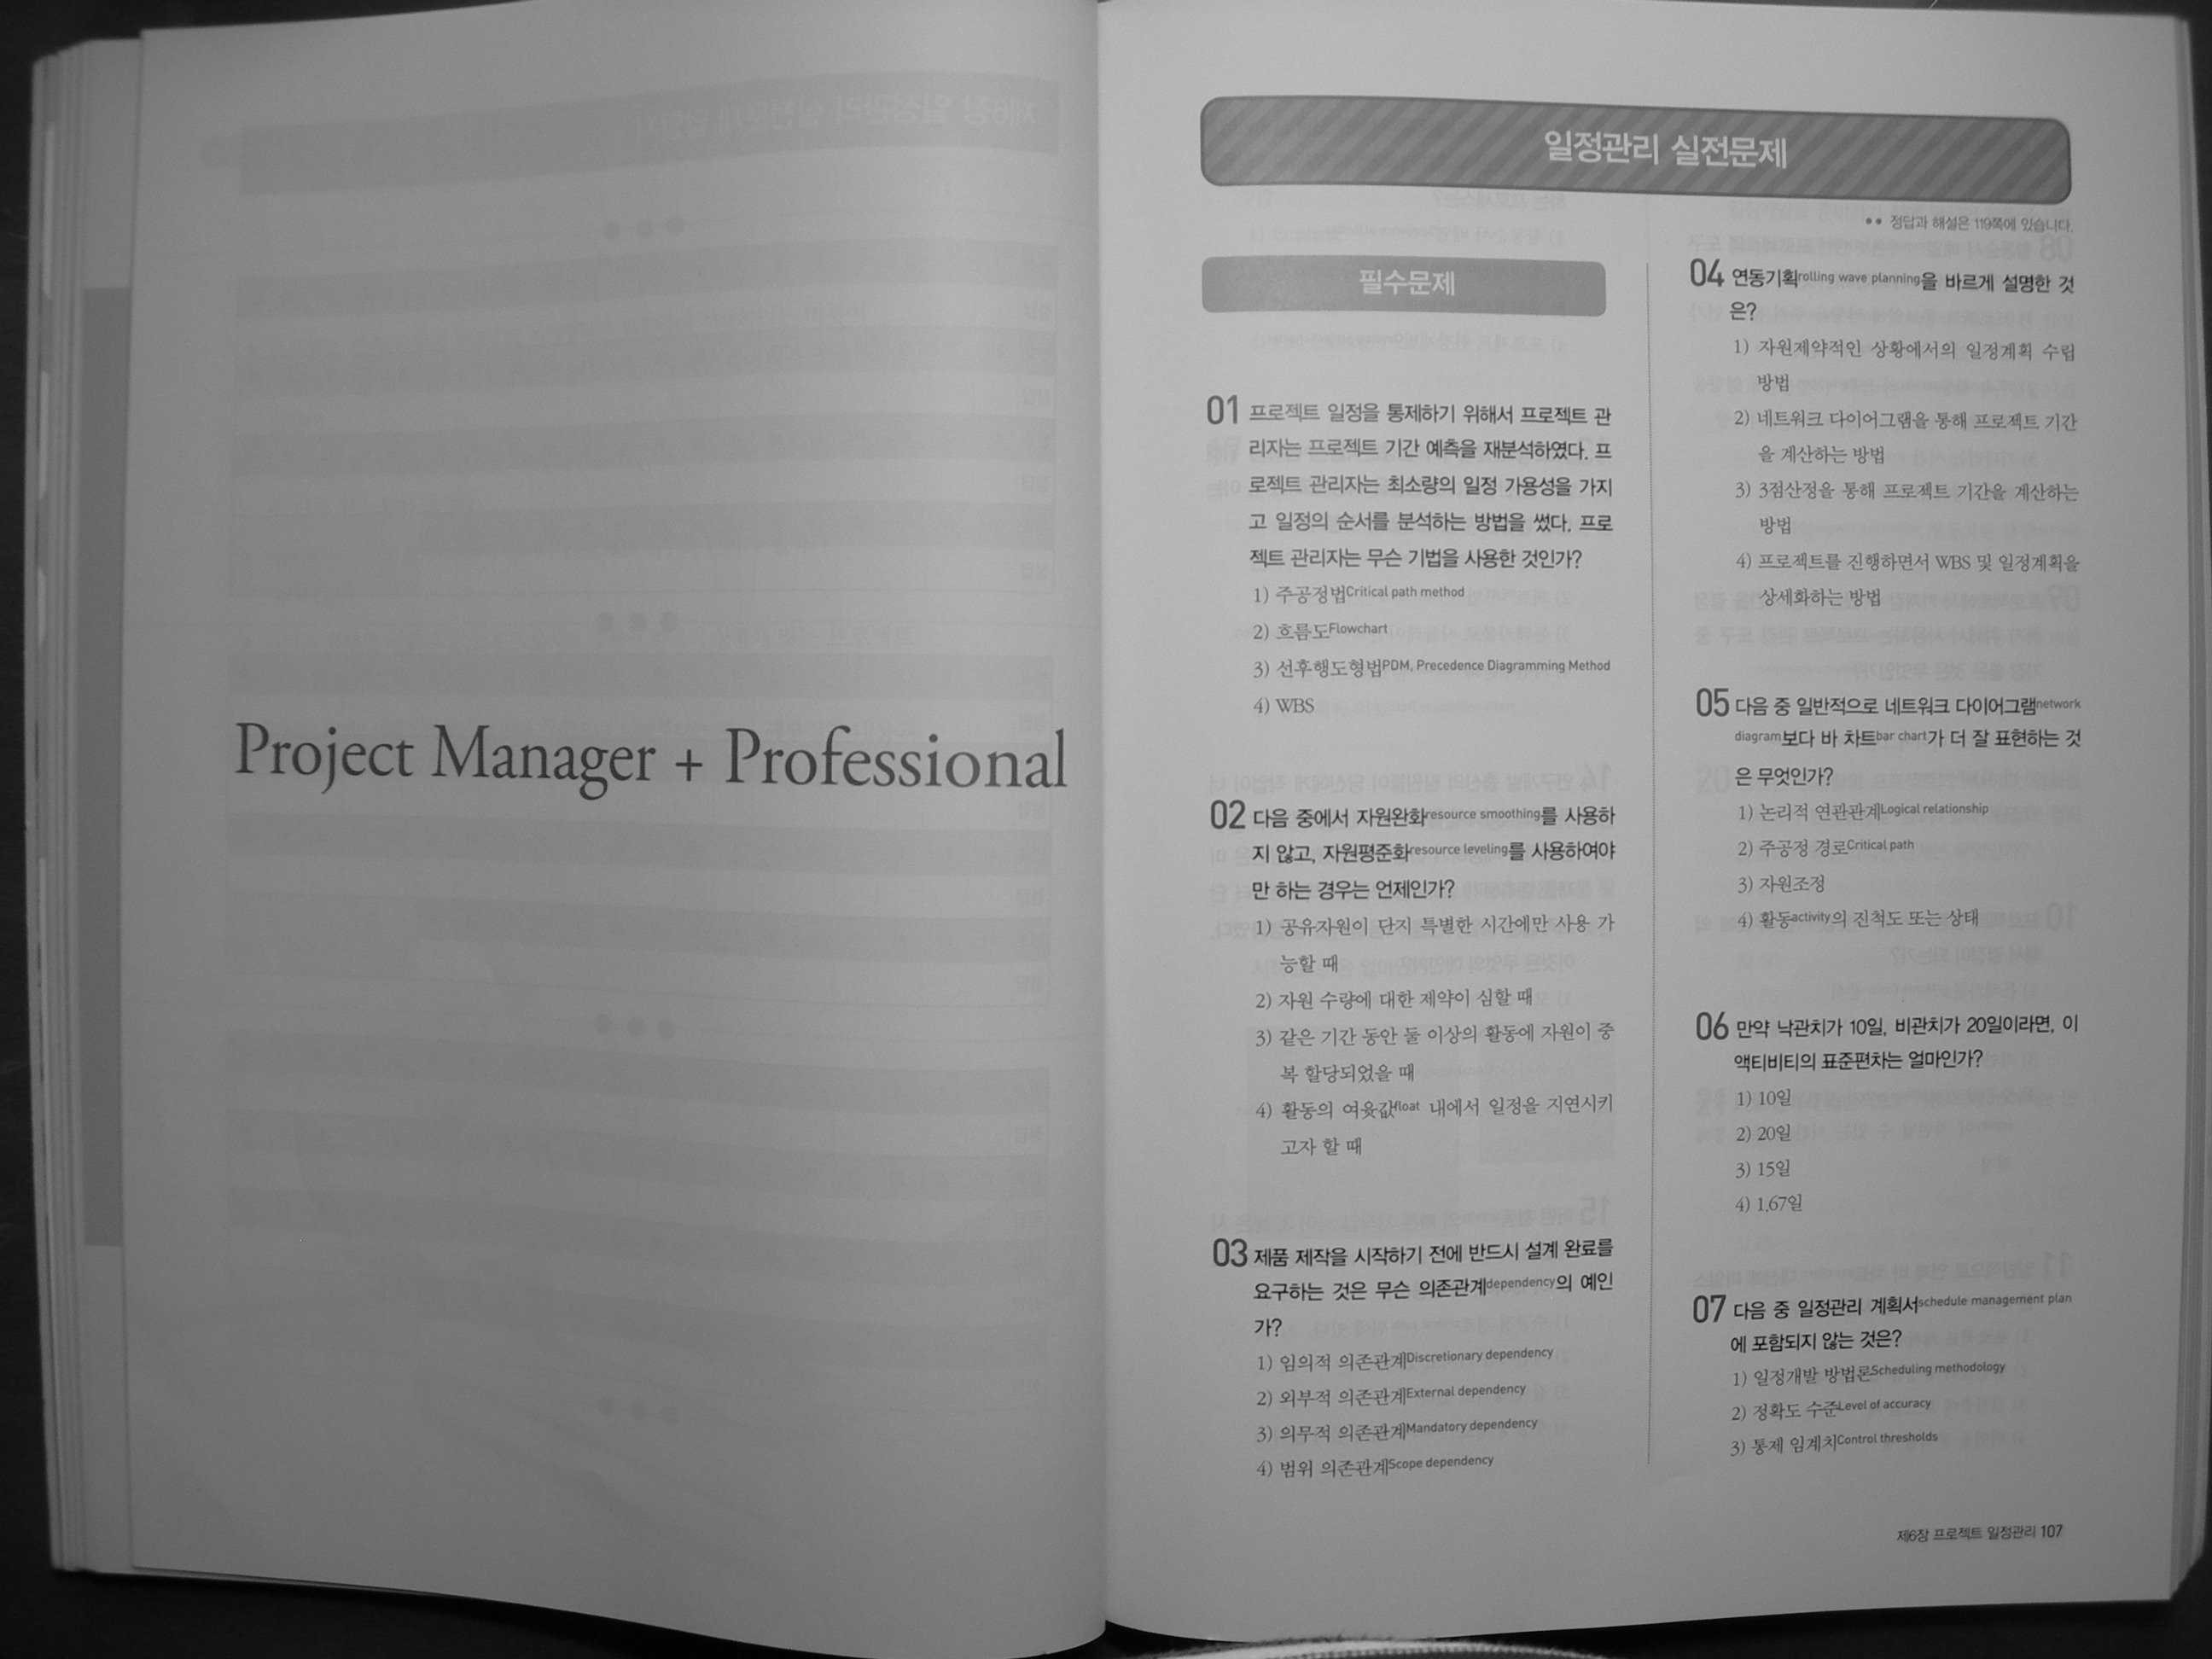 Project Manager + Professional
일정관리 실전문제
•• 정답과 해설은 119쪽에 있습니다.
필수문제
01 프로젝트 일정을 통제하기 위해서 프로젝트 관
리자는 프로젝트 기간 예측을 재분석하였다. 프
로젝트 관리자는 최소량의 일정 가용성을 가지
고 일정의 순서를 분석하는 방법을 썼다. 프로
젝트 관리자는 무슨 기법을 사용한 것인가?
1) 주공정법Critical path method
2) 흐름도Flowchart
3) 선후행도형법PDM, Precedence Diagramming Method
4) WBS
02 다음 중에서 자원완화resource smoothing를 사용하
지 않고, 자원평준화resource leveling를 사용하여야
만 하는 경우는 언제인가?
1) 공유자원이 단지 특별한 시간에만 사용 가
능할 때
2) 자원 수량에 대한 제약이 심할 때
3) 같은 기간 동안 둘 이상의 활동에 자원이 중
복 할당되었을 때
4) 활동의 여윳값float 내에서 일정을 지연시키
고자 할 때
03 제품 제작을 시작하기 전에 반드시 설계 완료를
요구하는 것은 무슨 의존관계dependency의 예인
가?
1) 임의적 의존관계Discretionary dependency
2) 외부적 의존관계External dependency
3) 의무적 의존관계Mandatory dependency
4) 범위 의존관계Scope dependency
04 연동기획rolling wave planning을 바르게 설명한 것
은?
1) 자원제약적인 상황에서의 일정계획 수립
방법
2) 네트워크 다이어그램을 통해 프로젝트 기간
을 계산하는 방법
3) 3점산정을 통해 프로젝트 기간을 계산하는
방법
4) 프로젝트를 진행하면서 WBS 및 일정계획을
상세화하는 방법
05 다음 중 일반적으로 네트워크 다이어그램network
diagram보다 바 차트bar chart가 더 잘 표현하는 것
은 무엇인가?
1) 논리적 연관관계Logical relationship
2) 주공정 경로Critical path
3) 자원조정
4) 활동activity의 진척도 또는 상태
06 만약 낙관치가 10일, 비관치가 20일이라면, 이
액티비티의 표준편차는 얼마인가?
1) 10일
2) 20일
3) 15일
4) 1.67일
07 다음 중 일정관리 계획서schedule management plan
에 포함되지 않는 것은?
1) 일정개발 방법론Scheduling methodology
2) 정확도 수준Level of accuracy
3) 통제 임계치Control thresholds
제6장 프로젝트 일정관리 107